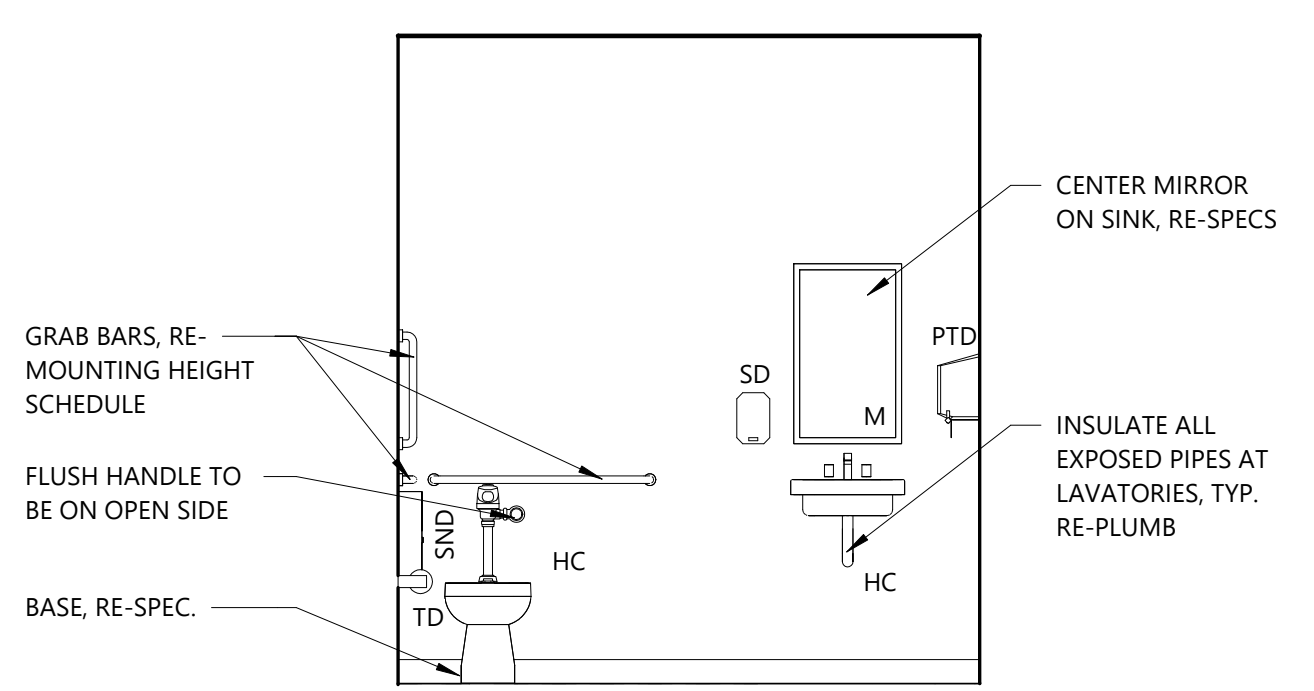 CENTER MIRROR
ON SINK, RE-SPECS
GRAB BARS, RE-
MOUNTING HEIGHT
SCHEDULE
PTD
SD
M
INSULATE ALL
EXPOSED PIPES AT
LAVATORIES, TYP.
RE-PLUMB
FLUSH HANDLE TO
BE ON OPEN SIDE
SND
HC
HC
BASE, RE-SPEC.
TD